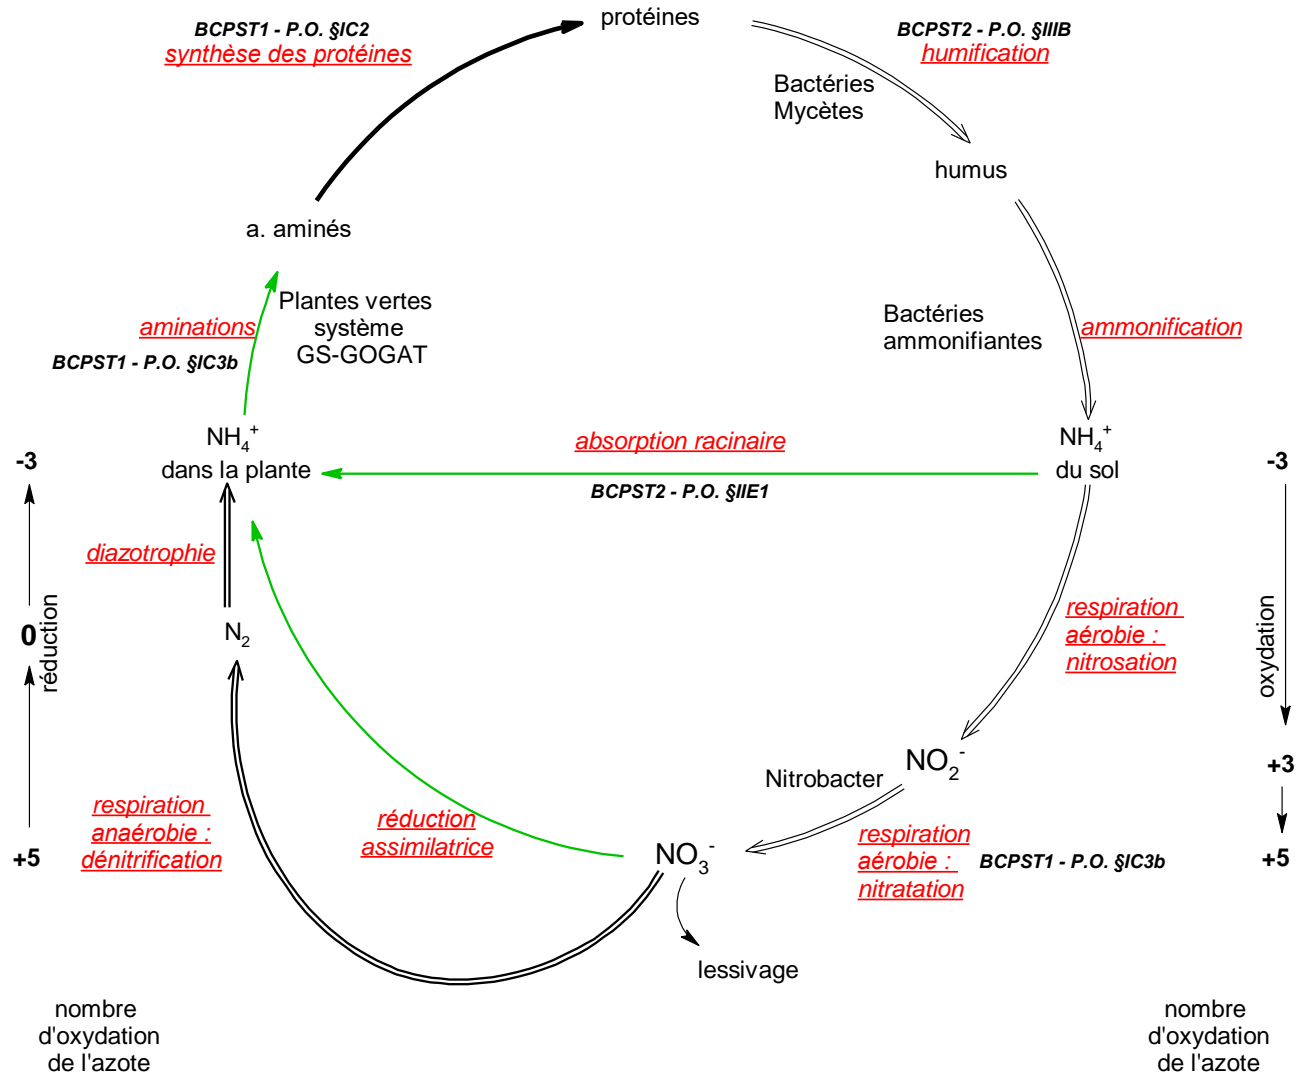 protéines
BCPST1 - P.O. §IC2
synthèse des protéines
BCPST2 - P.O. §IIIB
humification
Bactéries
Mycètes
humus
a. aminés
Plantes vertes
système
GS-GOGAT
aminations
BCPST1 - P.O. §IC3b
Bactéries
ammonifiantes
ammonification
NH₄⁺
dans la plante
absorption racinaire
BCPST2 - P.O. §IIE1
NH₄⁺
du sol
-3
-3
diazotrophie
réduction
0
N₂
respiration
aérobie :
nitrosation
oxydation
NO₂⁻
+3
Nitrobacter
respiration
anaérobie :
dénitrification
réduction
assimilatrice
NO₃⁻
respiration
aérobie :
nitratation
BCPST1 - P.O. §IC3b
+5
+5
lessivage
nombre
d'oxydation
de l'azote
nombre
d'oxydation
de l'azote